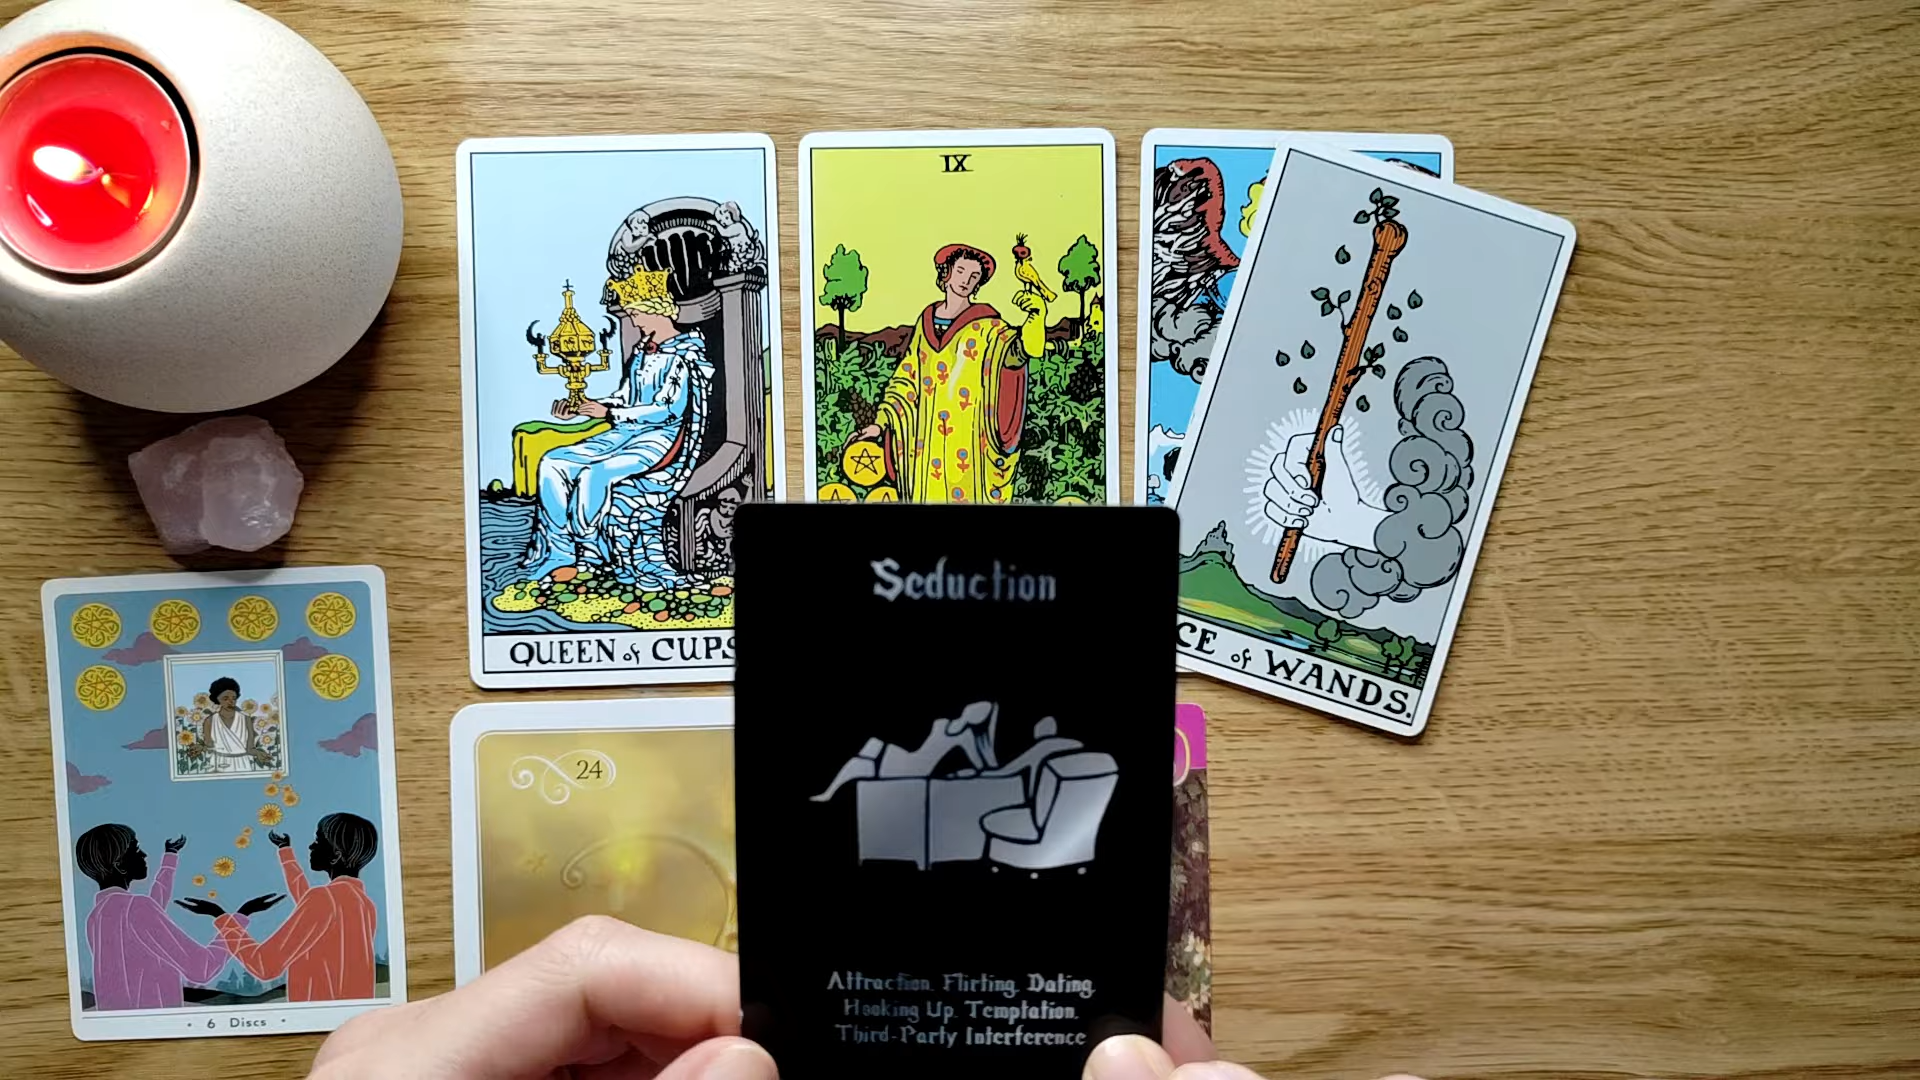 IX
QUEEN of CUPS
CE of WANDS.
Seduction
24
Attraction. Flirting. Dating.
Hooking Up. Temptation.
Third-Party Interference
6 Discs